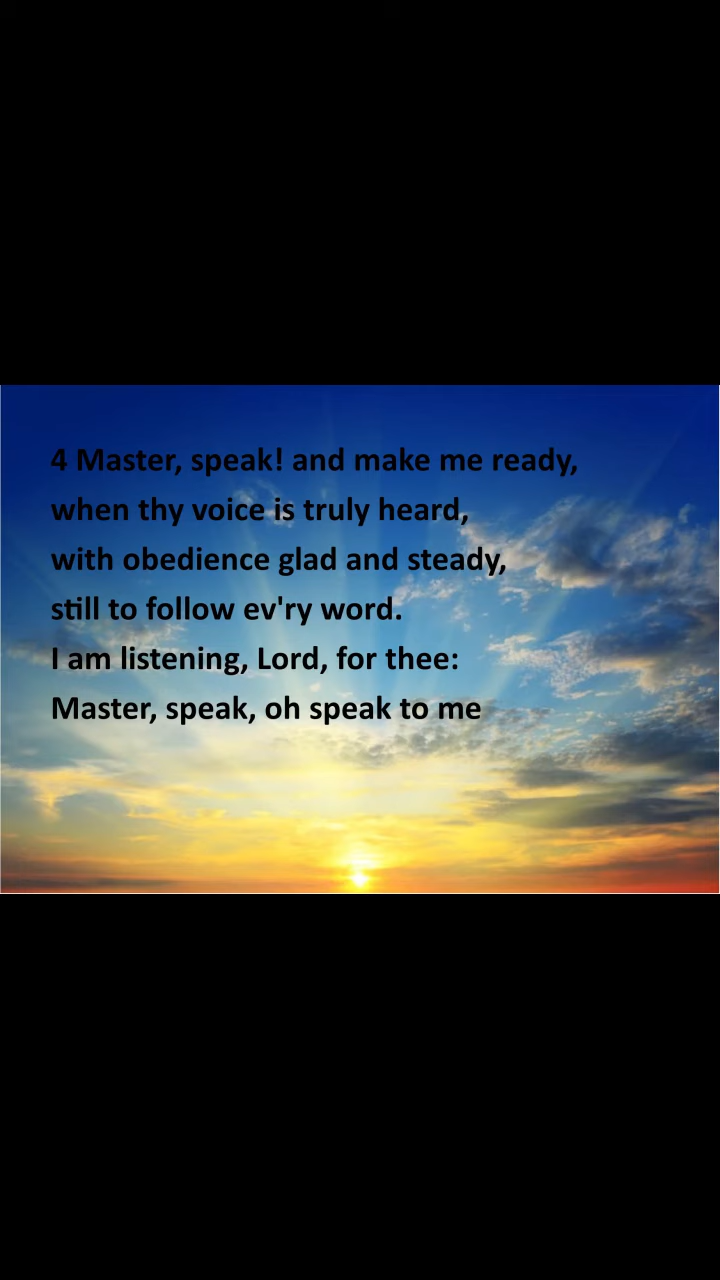 4 Master, speak! and make me ready,
when thy voice is truly heard,
with obedience glad and steady,
still to follow ev'ry word.
I am listening, Lord, for thee:
Master, speak, oh speak to me